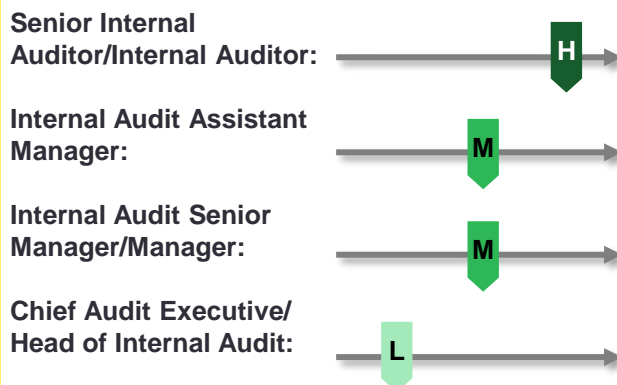 Senior Internal
Auditor/Internal Auditor:
H
Internal Audit Assistant
Manager:
M
Internal Audit Senior
Manager/Manager:
M
Chief Audit Executive/
Head of Internal Audit:
L